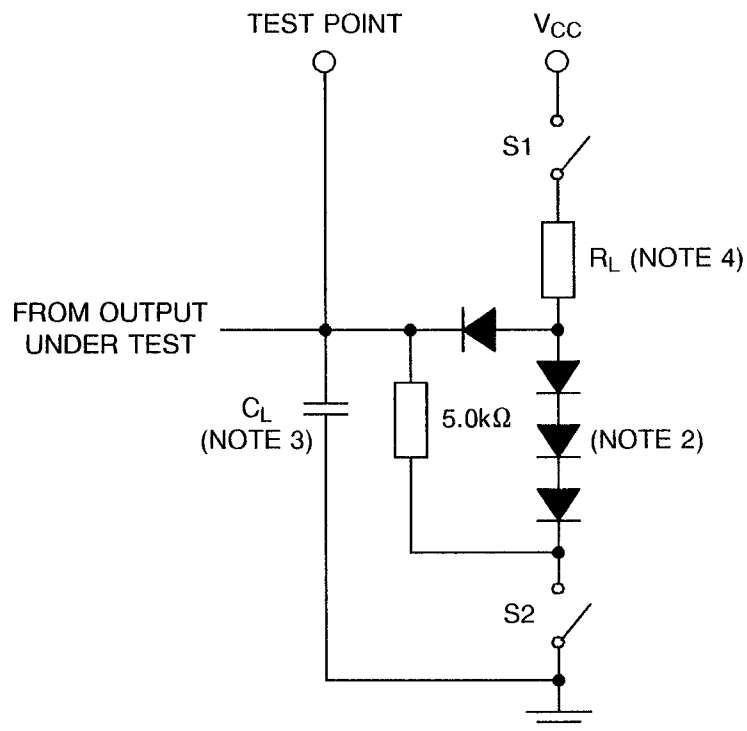 TEST POINT
VCC
S1
RL (NOTE 4)
FROM OUTPUT
UNDER TEST
CL
(NOTE 3)
5.0kΩ
(NOTE 2)
S2